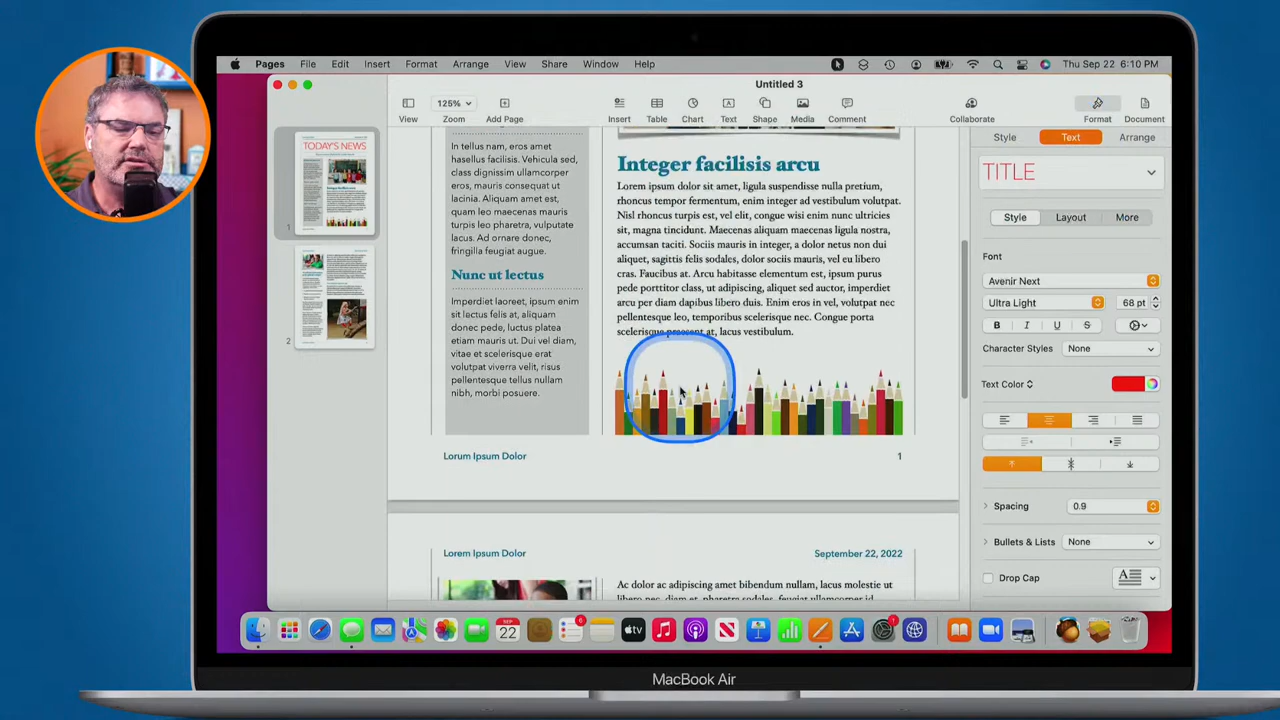 Pages File Edit Insert Format Arrange View Share Window Help Thu Sep 22 6:10 PM
Untitled 3
125%
View Zoom Add Page Insert Table Chart Text Shape Media Comment Collaborate Format Document
1
2
In tellus nam, eros amet
hasellus facilisis. Vehicula sed,
dignissim ullamcorper
eros, mauris consequat ut
lacinia. Aliquam amet est,
quam leo maecenas mauris
turpis leo pharetra, vulputate
lacus. Ad ornare donec,
fringilla feugiat augue.
Nunc ut lectus
Imperdiet laoreet, ipsum enim
sit lectus felis, aliquam
donec pede, luctus platea
etiam mauris. Dui vel diam,
vitae et scelerisque erat
volutpat viverra velit, risus
pellentesque tellus nullam
nibh, morbi posuere.
Integer facilisis arcu
Lorem ipsum dolor sit amet, ligula suspendisse nulla pretium,
rhoncus tempor fermentum, enim integer ad vestibulum volutpat.
Nisl rhoncus turpis est, vel elit, congue wisi enim nunc ultricies
sit, magna tincidunt. Maecenas aliquam maecenas ligula nostra,
accumsan taciti. Sociis mauris in integer, a dolor netus non dui
aliquet, sagittis felis sodales, dolor sociis mauris, vel eu libero
cras. Faucibus at. Arcu habitasse elementum est, ipsum purus
pede porttitor class, ut adipiscing, aliquet sed auctor, imperdiet
arcu per diam dapibus libero duis. Enim eros in vel, volutpat nec
pellentesque leo, temporibus scelerisque nec. Congue porta
scelerisque praesent at, lacus vestibulum.
Lorum Ipsum Dolor 1
Lorem Ipsum Dolor September 22, 2022
Ac dolor ac adipiscing amet bibendum nullam, lacus molestie ut
Style Text Arrange
TITLE
Style Layout More
Font
Avenir Next
Ultra Light 68 pt
B I U S
Character Styles None
Text Color
Spacing 0.9
Bullets & Lists None
Drop Cap
TODAY'S NEWS
SEP
22
6
tv
1
MacBook Air